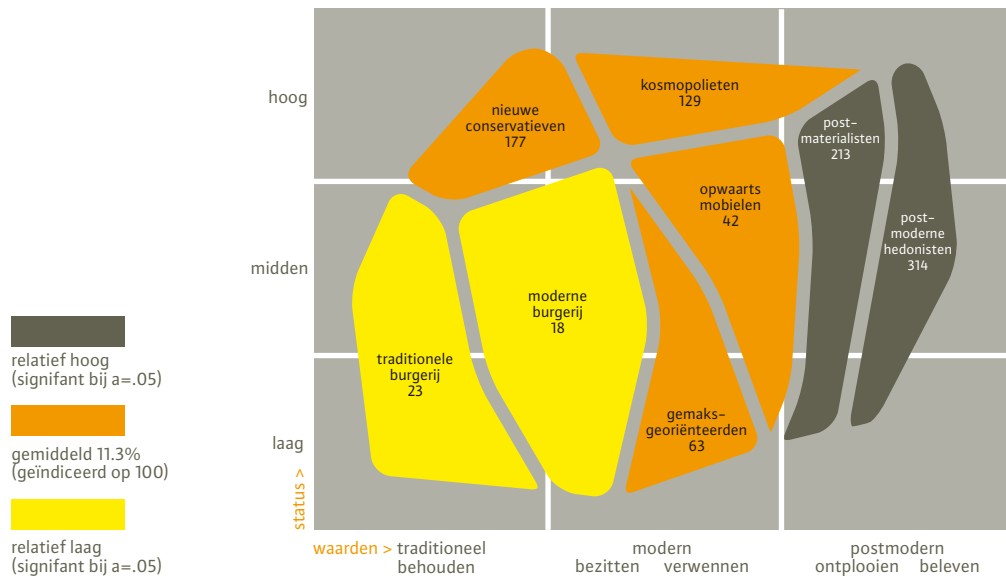 hoog
midden
laag
status >
nieuwe
conservatieven
177
kosmopolieten
129
post-
materialisten
213
opwaarts
mobielen
42
post-
moderne
hedonisten
314
moderne
burgerij
18
traditionele
burgerij
23
gemaks-
georiënteerden
63
relatief hoog
(signifant bij a=.05)
gemiddeld 11.3%
(geïndiceerd op 100)
relatief laag
(signifant bij a=.05)
waarden > traditioneel
behouden
modern
bezitten verwennen
postmodern
ontplooien beleven